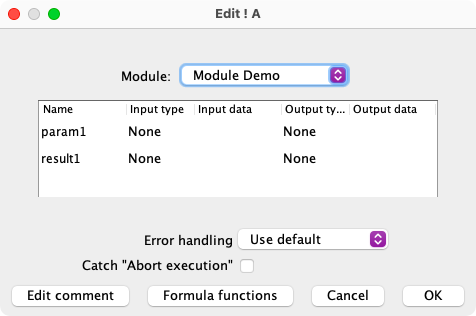 Edit ! A
Module: Module Demo
Name Input type Input data Output ty... Output data
param1 None None
result1 None None
Error handling Use default
Catch "Abort execution"
Edit comment Formula functions Cancel OK